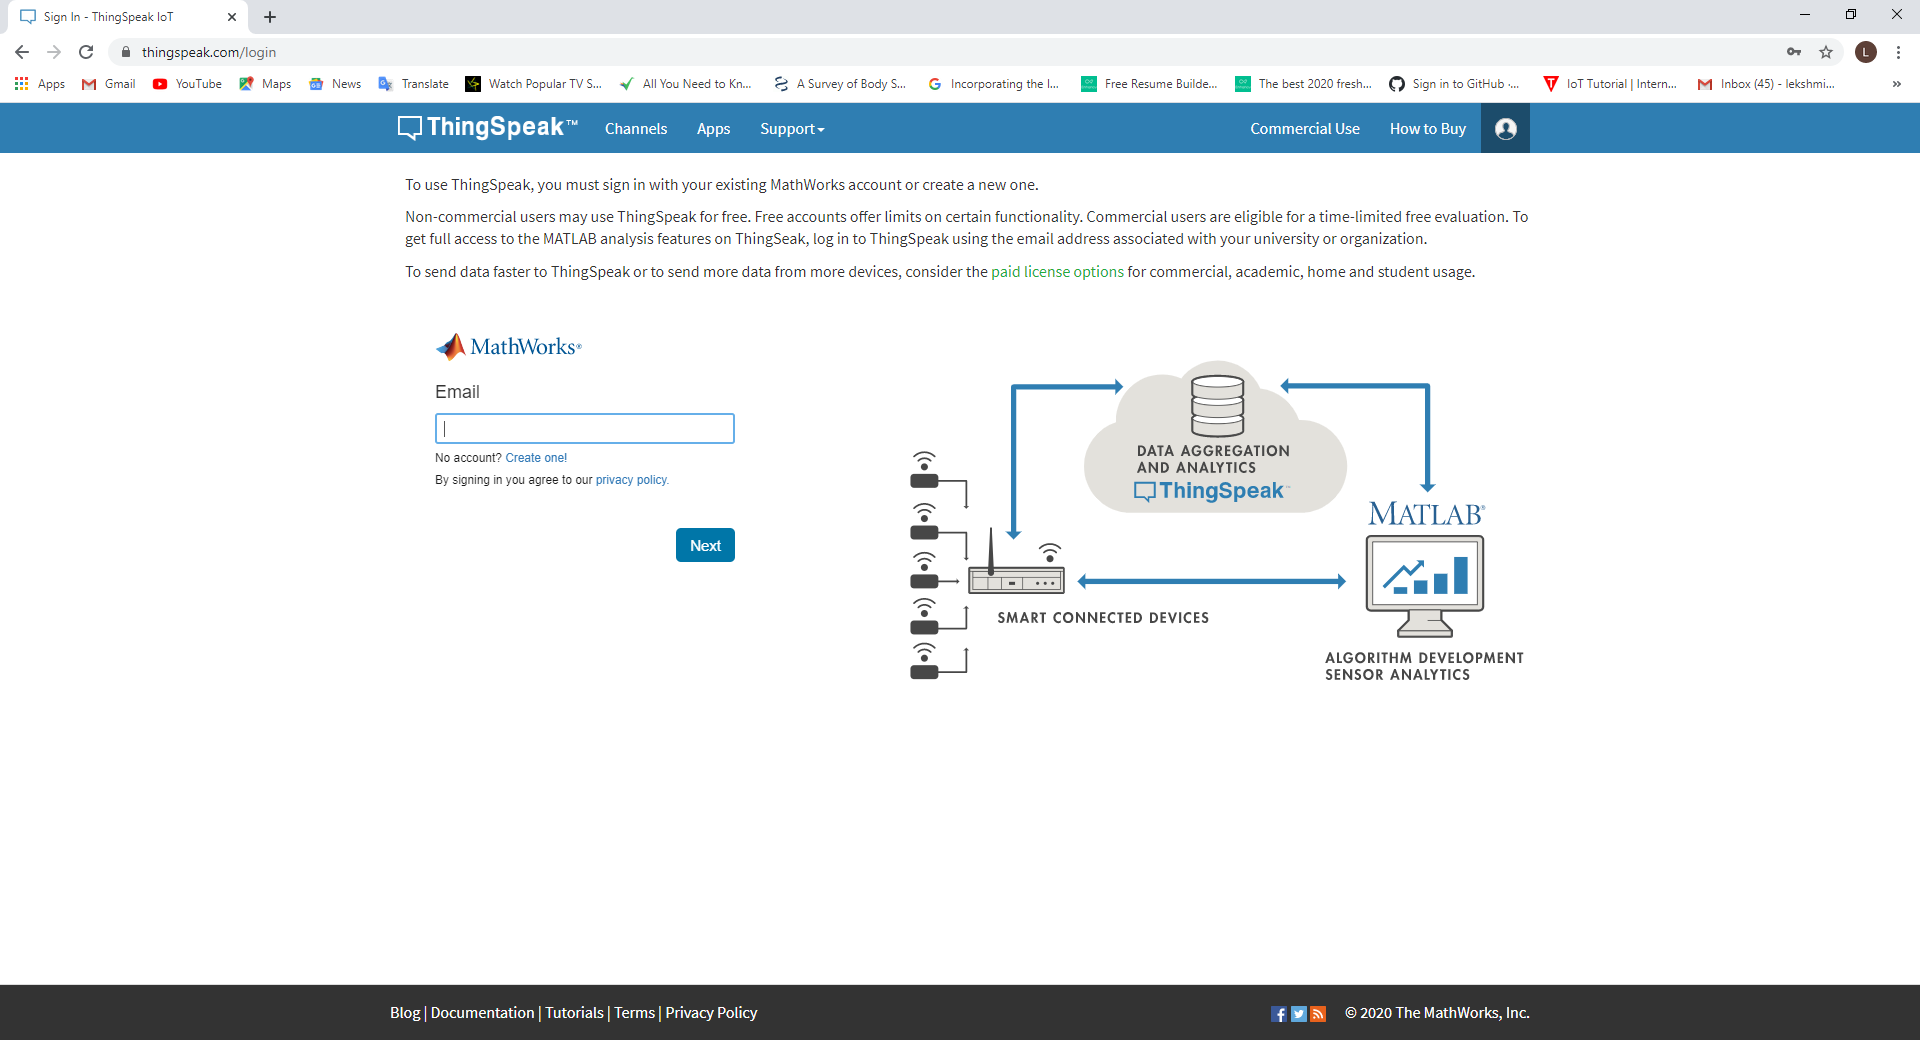 Sign In - ThingSpeak IoT
thingspeak.com/login
L
Apps Gmail YouTube Maps News Translate Watch Popular TV S... All You Need to Kn... A Survey of Body S... Incorporating the I... Free Resume Builde... The best 2020 fresh... Sign in to GitHub ·... IoT Tutorial | Intern... Inbox (45) - lekshmi... »
ThingSpeak™ Channels Apps Support Commercial Use How to Buy
To use ThingSpeak, you must sign in with your existing MathWorks account or create a new one.
Non-commercial users may use ThingSpeak for free. Free accounts offer limits on certain functionality. Commercial users are eligible for a time-limited free evaluation. To
get full access to the MATLAB analysis features on ThingSeak, log in to ThingSpeak using the email address associated with your university or organization.
To send data faster to ThingSpeak or to send more data from more devices, consider the paid license options for commercial, academic, home and student usage.
MathWorks®
Email
No account? Create one!
By signing in you agree to our privacy policy.
Next
DATA AGGREGATION
AND ANALYTICS
ThingSpeak™
MATLAB®
SMART CONNECTED DEVICES
ALGORITHM DEVELOPMENT
SENSOR ANALYTICS
Blog | Documentation | Tutorials | Terms | Privacy Policy
© 2020 The MathWorks, Inc.